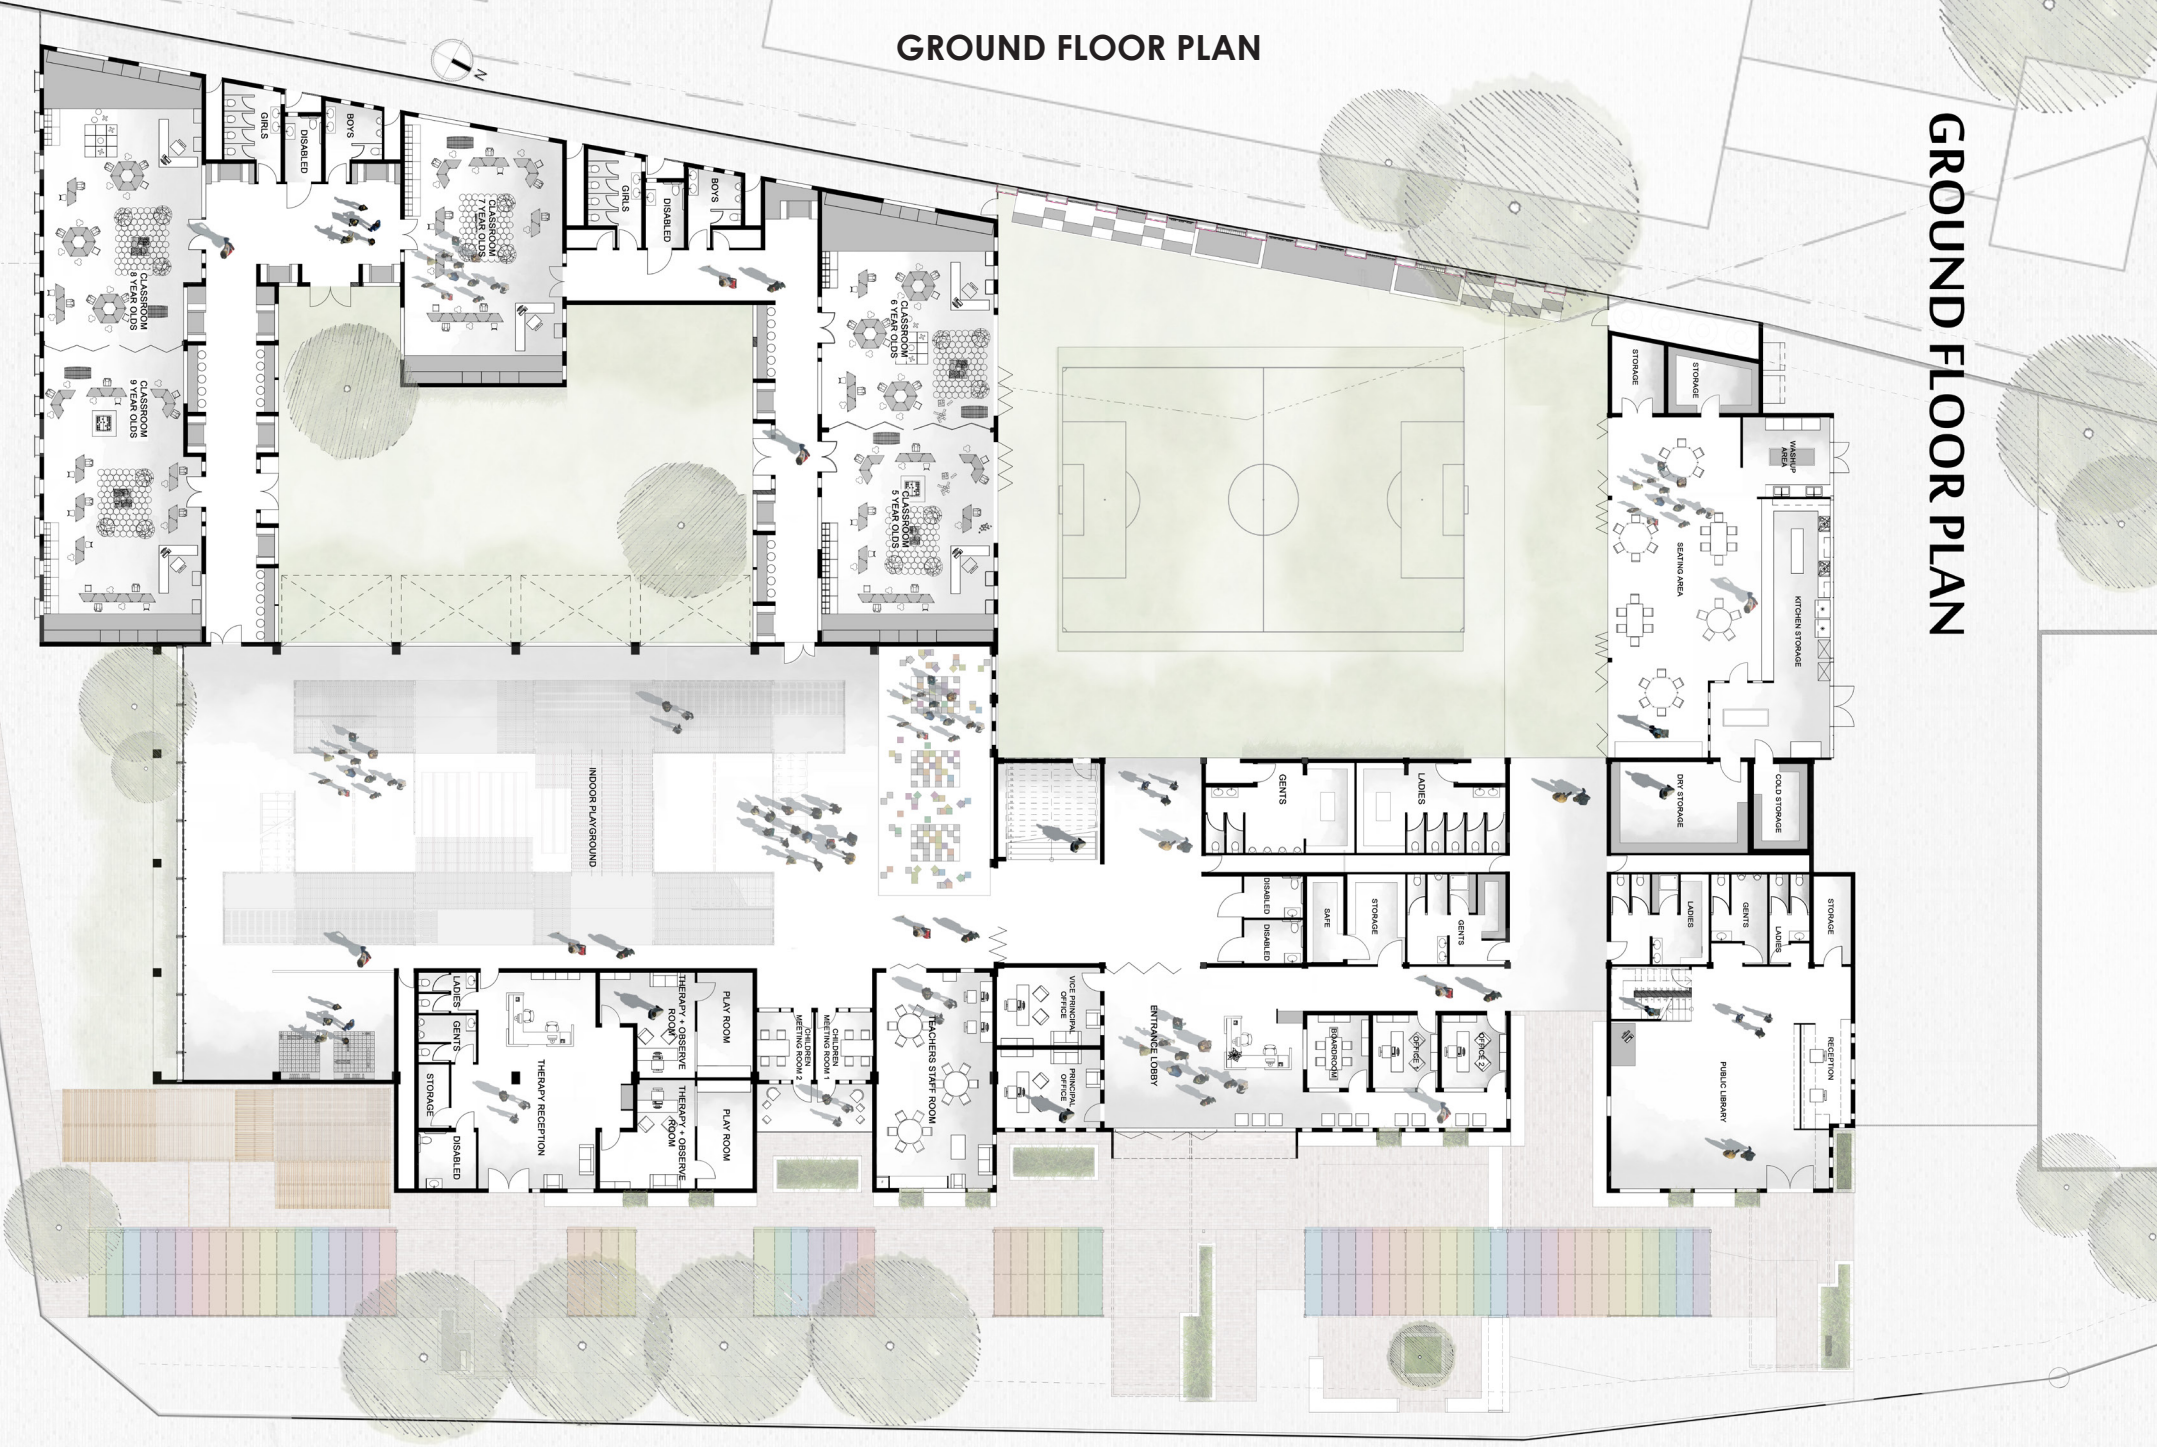 GROUND FLOOR PLAN
GROUND FLOOR PLAN
N
GIRLS
DISABLED
BOYS
CLASSROOM
7 YEAR OLDS
GIRLS
DISABLED
BOYS
CLASSROOM
8 YEAR OLDS
CLASSROOM
9 YEAR OLDS
CLASSROOM
6 YEAR OLDS
CLASSROOM
5 YEAR OLDS
STORAGE
STORAGE
WASHUP
AREA
SEATING AREA
KITCHEN STORAGE
INDOOR PLAYGROUND
GENTS
LADIES
DRY STORAGE
COLD STORAGE
DISABLED
DISABLED
SAFE
STORAGE
GENTS
LADIES
GENTS
LADIES
STORAGE
LADIES
GENTS
STORAGE
DISABLED
THERAPY RECEPTION
THERAPY + OBSERVE
ROOM
PLAY ROOM
THERAPY + OBSERVE
ROOM
PLAY ROOM
CHILDREN
MEETING ROOM 2
CHILDREN
MEETING ROOM 1
TEACHERS STAFF ROOM
VICE PRINCIPAL
OFFICE
PRINCIPAL
OFFICE
ENTRANCE LOBBY
BOARDROOM
OFFICE 1
OFFICE 2
PUBLIC LIBRARY
RECEPTION